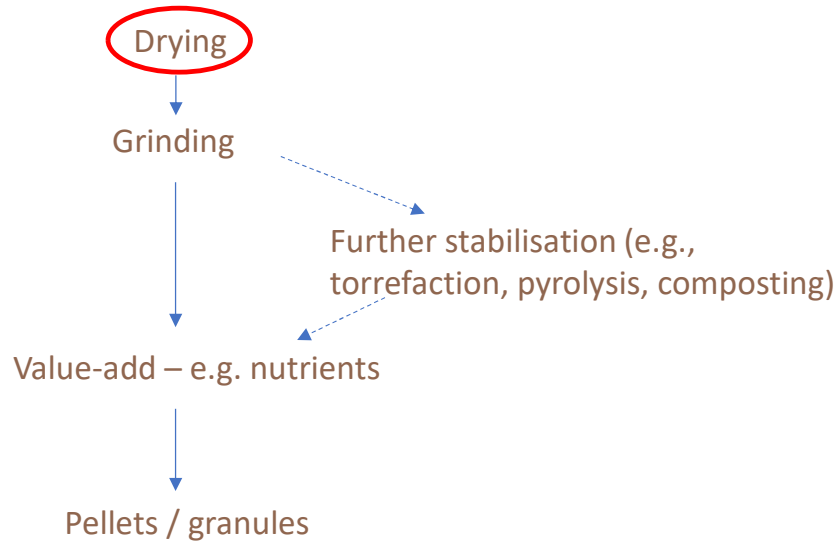 Drying
Grinding
Further stabilisation (e.g.,
torrefaction, pyrolysis, composting)
Value-add – e.g. nutrients
Pellets / granules